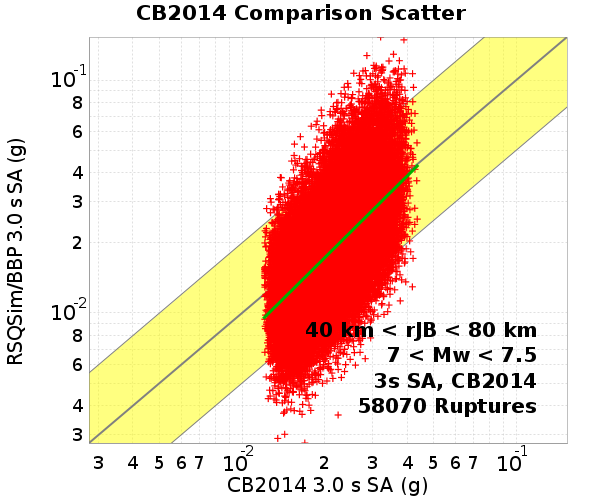 CB2014 Comparison Scatter
RSQSim/BBP 3.0 s SA (g)
10-1
8
6
4
3
2
10-2
8
6
4
3
40 km < rJB < 80 km
7 < Mw < 7.5
3s SA, CB2014
58070 Ruptures
3 4 5 6 7 10-2 2 3 4 5 6 7 10-1
CB2014 3.0 s SA (g)